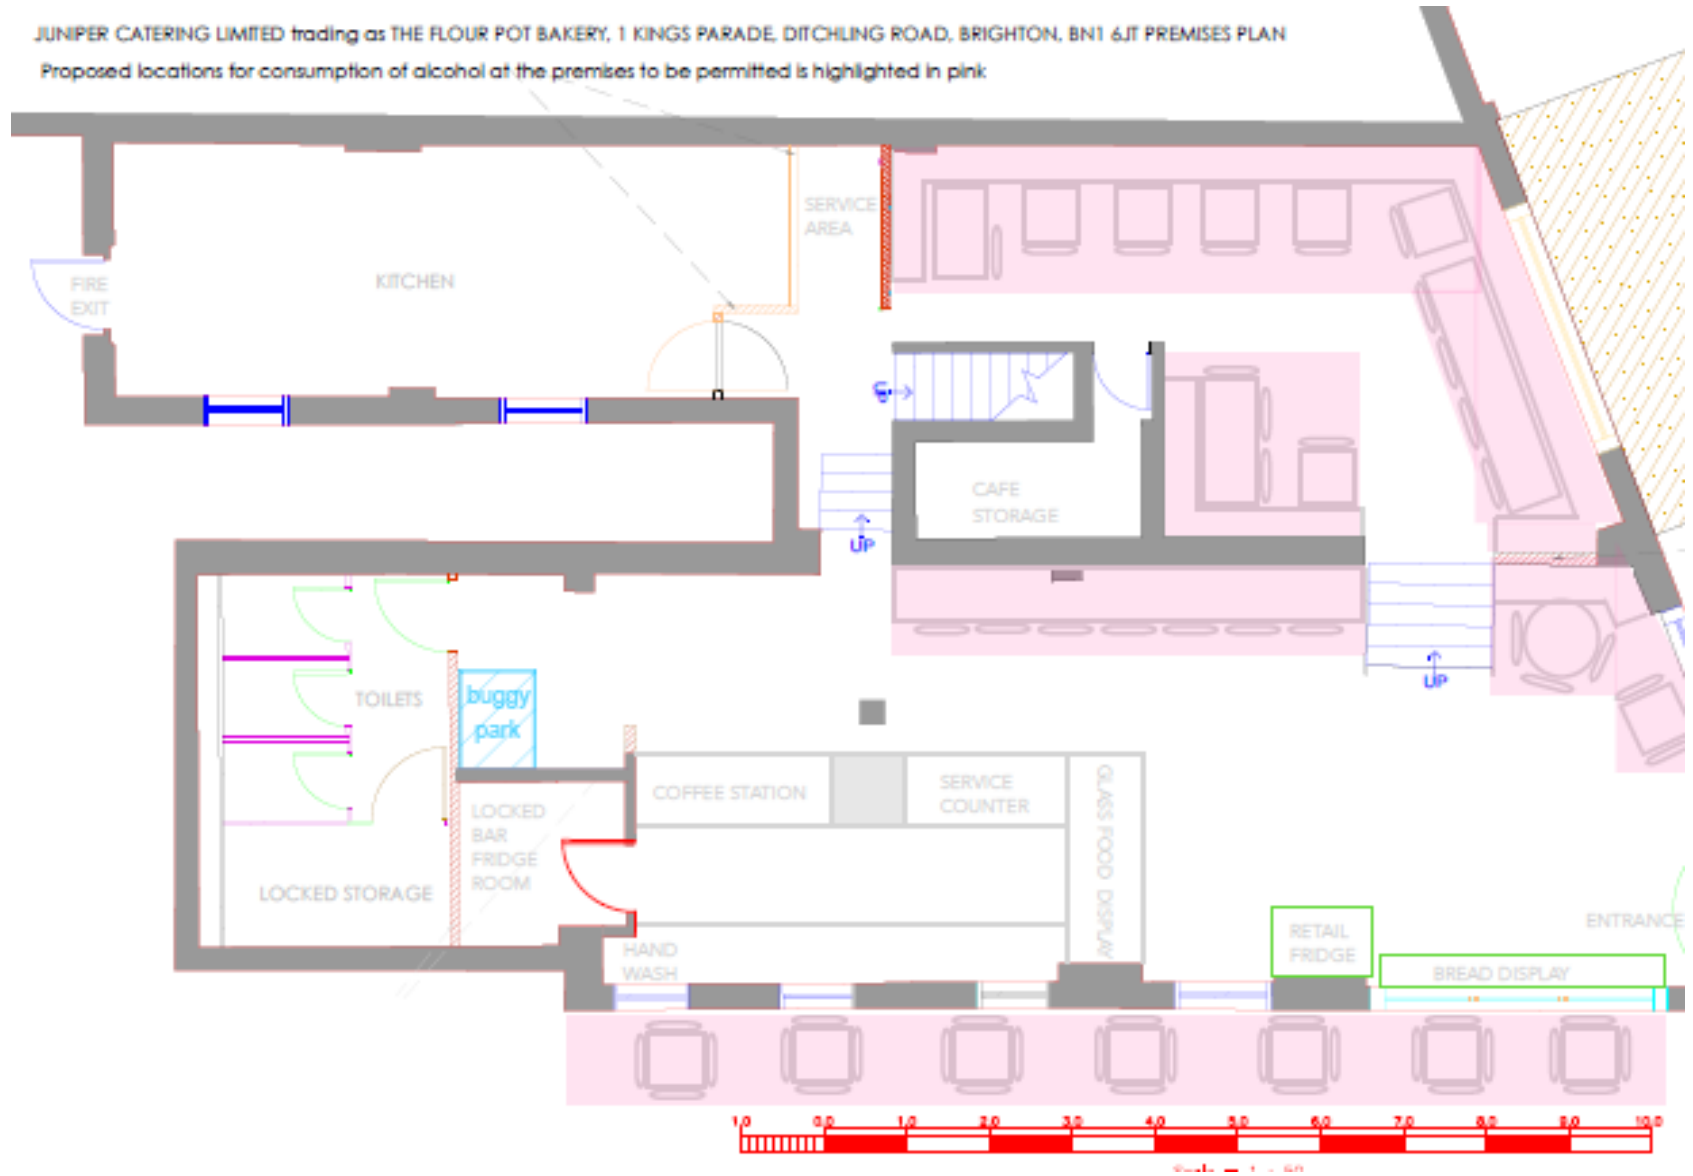 JUNIPER CATERING LIMITED trading as THE FLOUR POT BAKERY, 1 KINGS PARADE, DITCHLING ROAD, BRIGHTON, BN1 6JT PREMISES PLAN
Proposed locations for consumption of alcohol at the premises to be permitted is highlighted in pink
SERVICE
AREA
KITCHEN
FIRE
EXIT
CAFE
STORAGE
UP
UP
buggy
park
TOILETS
COFFEE STATION
SERVICE
COUNTER
GLASS FOOD DISPLAY
LOCKED
BAR
FRIDGE
ROOM
LOCKED STORAGE
HAND
WASH
RETAIL
FRIDGE
ENTRANCE
BREAD DISPLAY
1.0 0.0 1.0 2.0 3.0 4.0 5.0 6.0 7.0 8.0 9.0 10.0